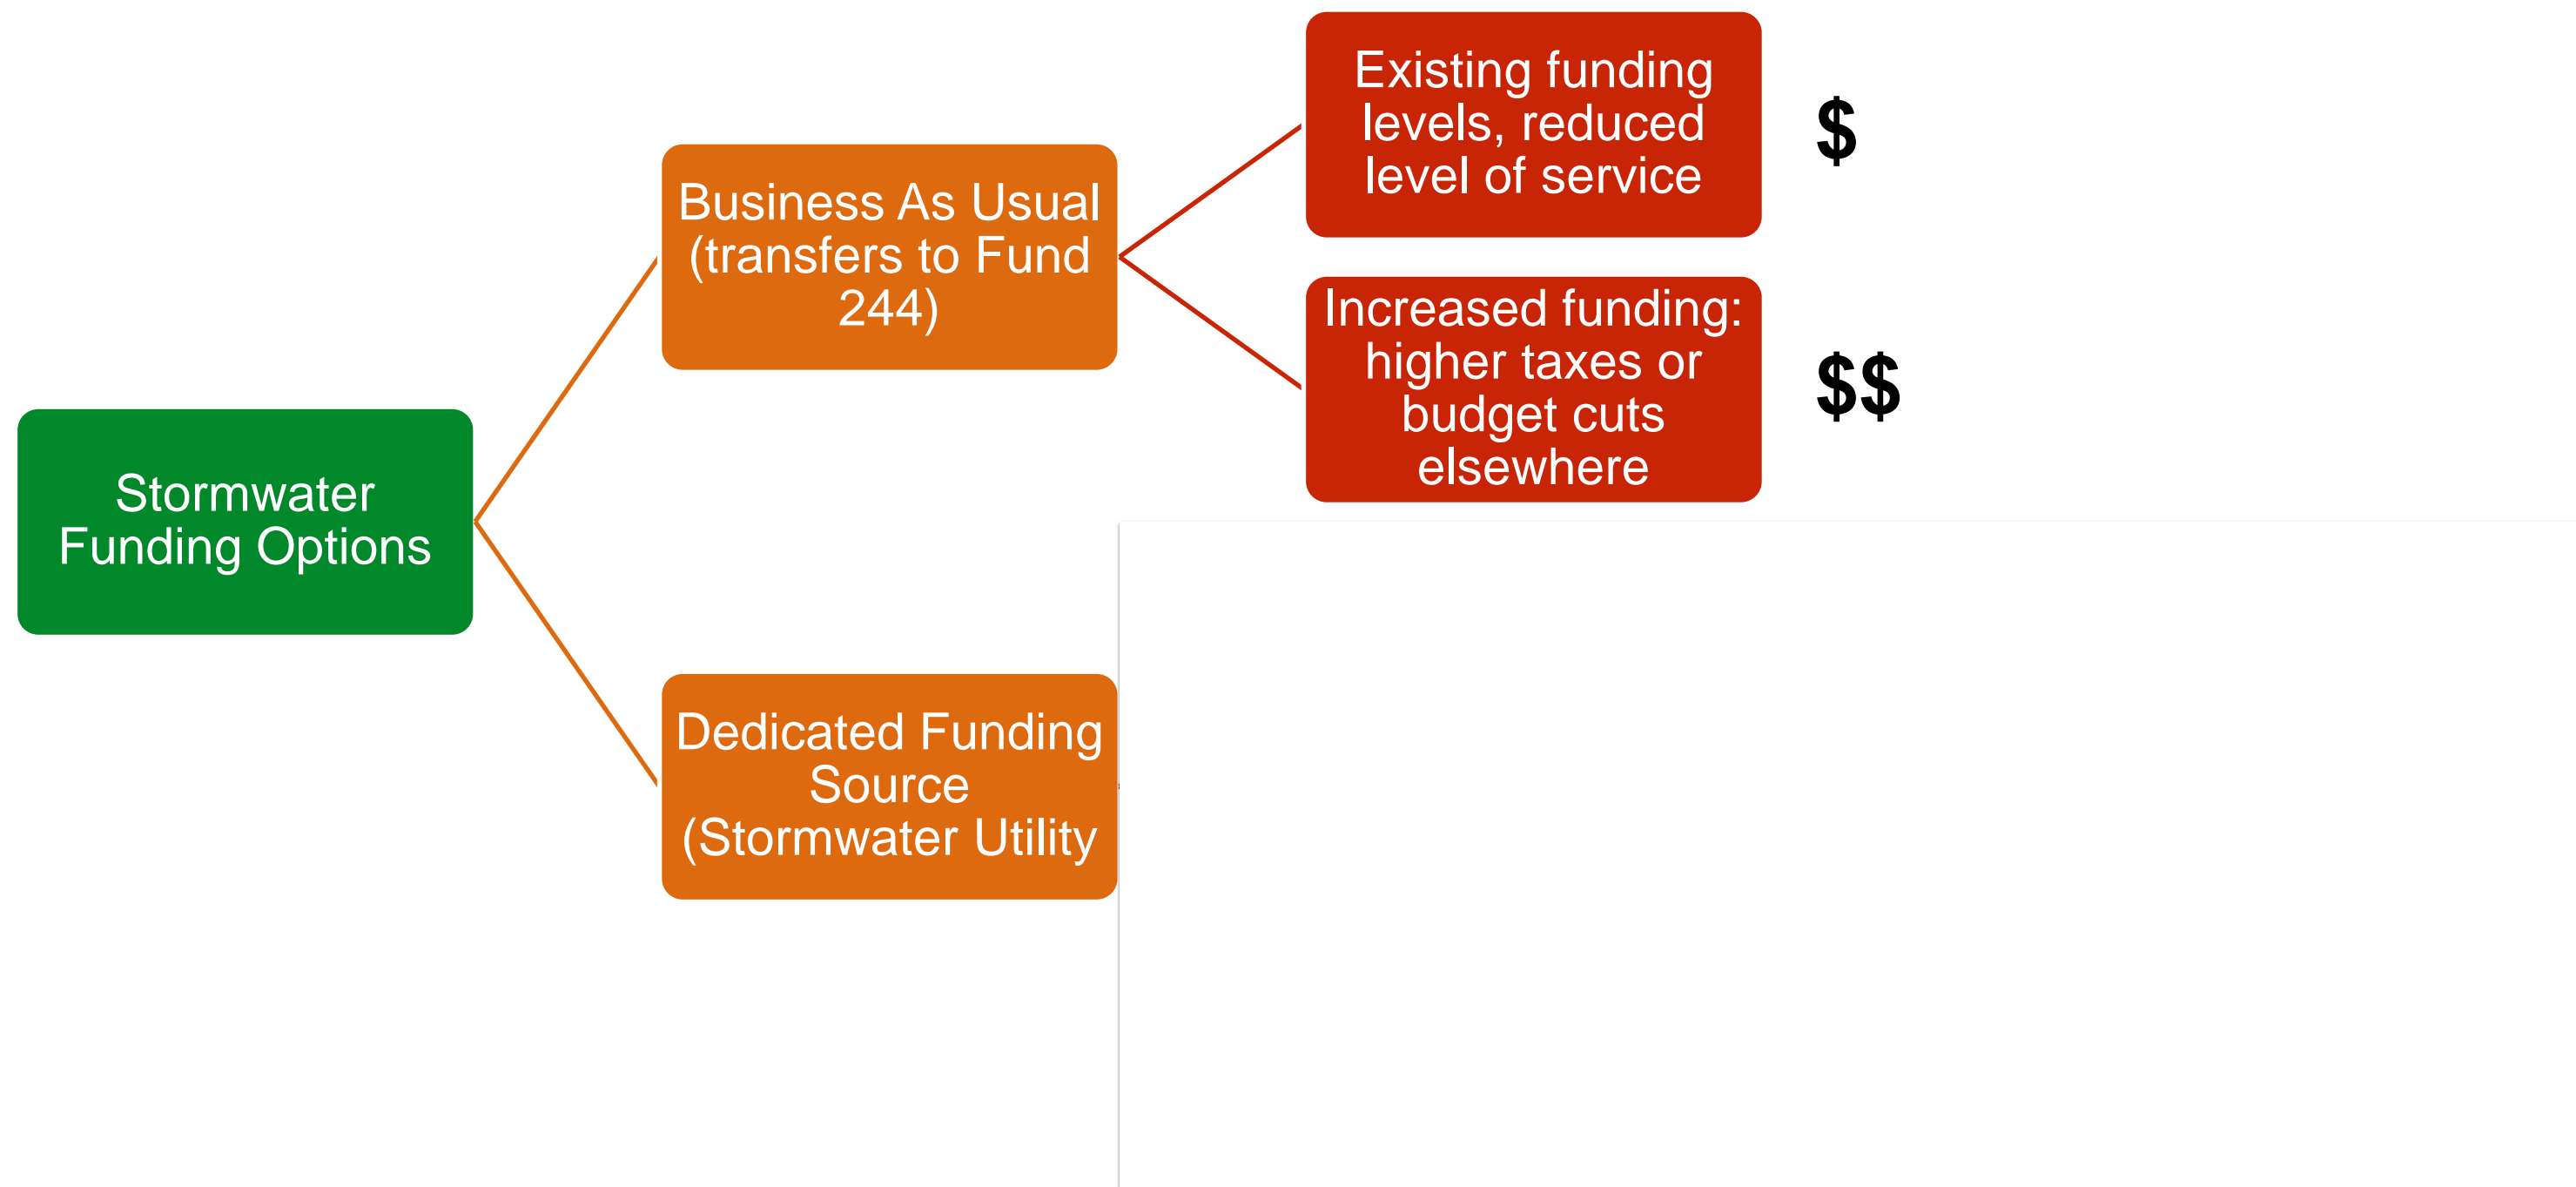 Existing funding
levels, reduced
level of service
$
Business As Usual
(transfers to Fund
244)
Increased funding:
higher taxes or
budget cuts
elsewhere
$$
Stormwater
Funding Options
Dedicated Funding
Source
(Stormwater Utility